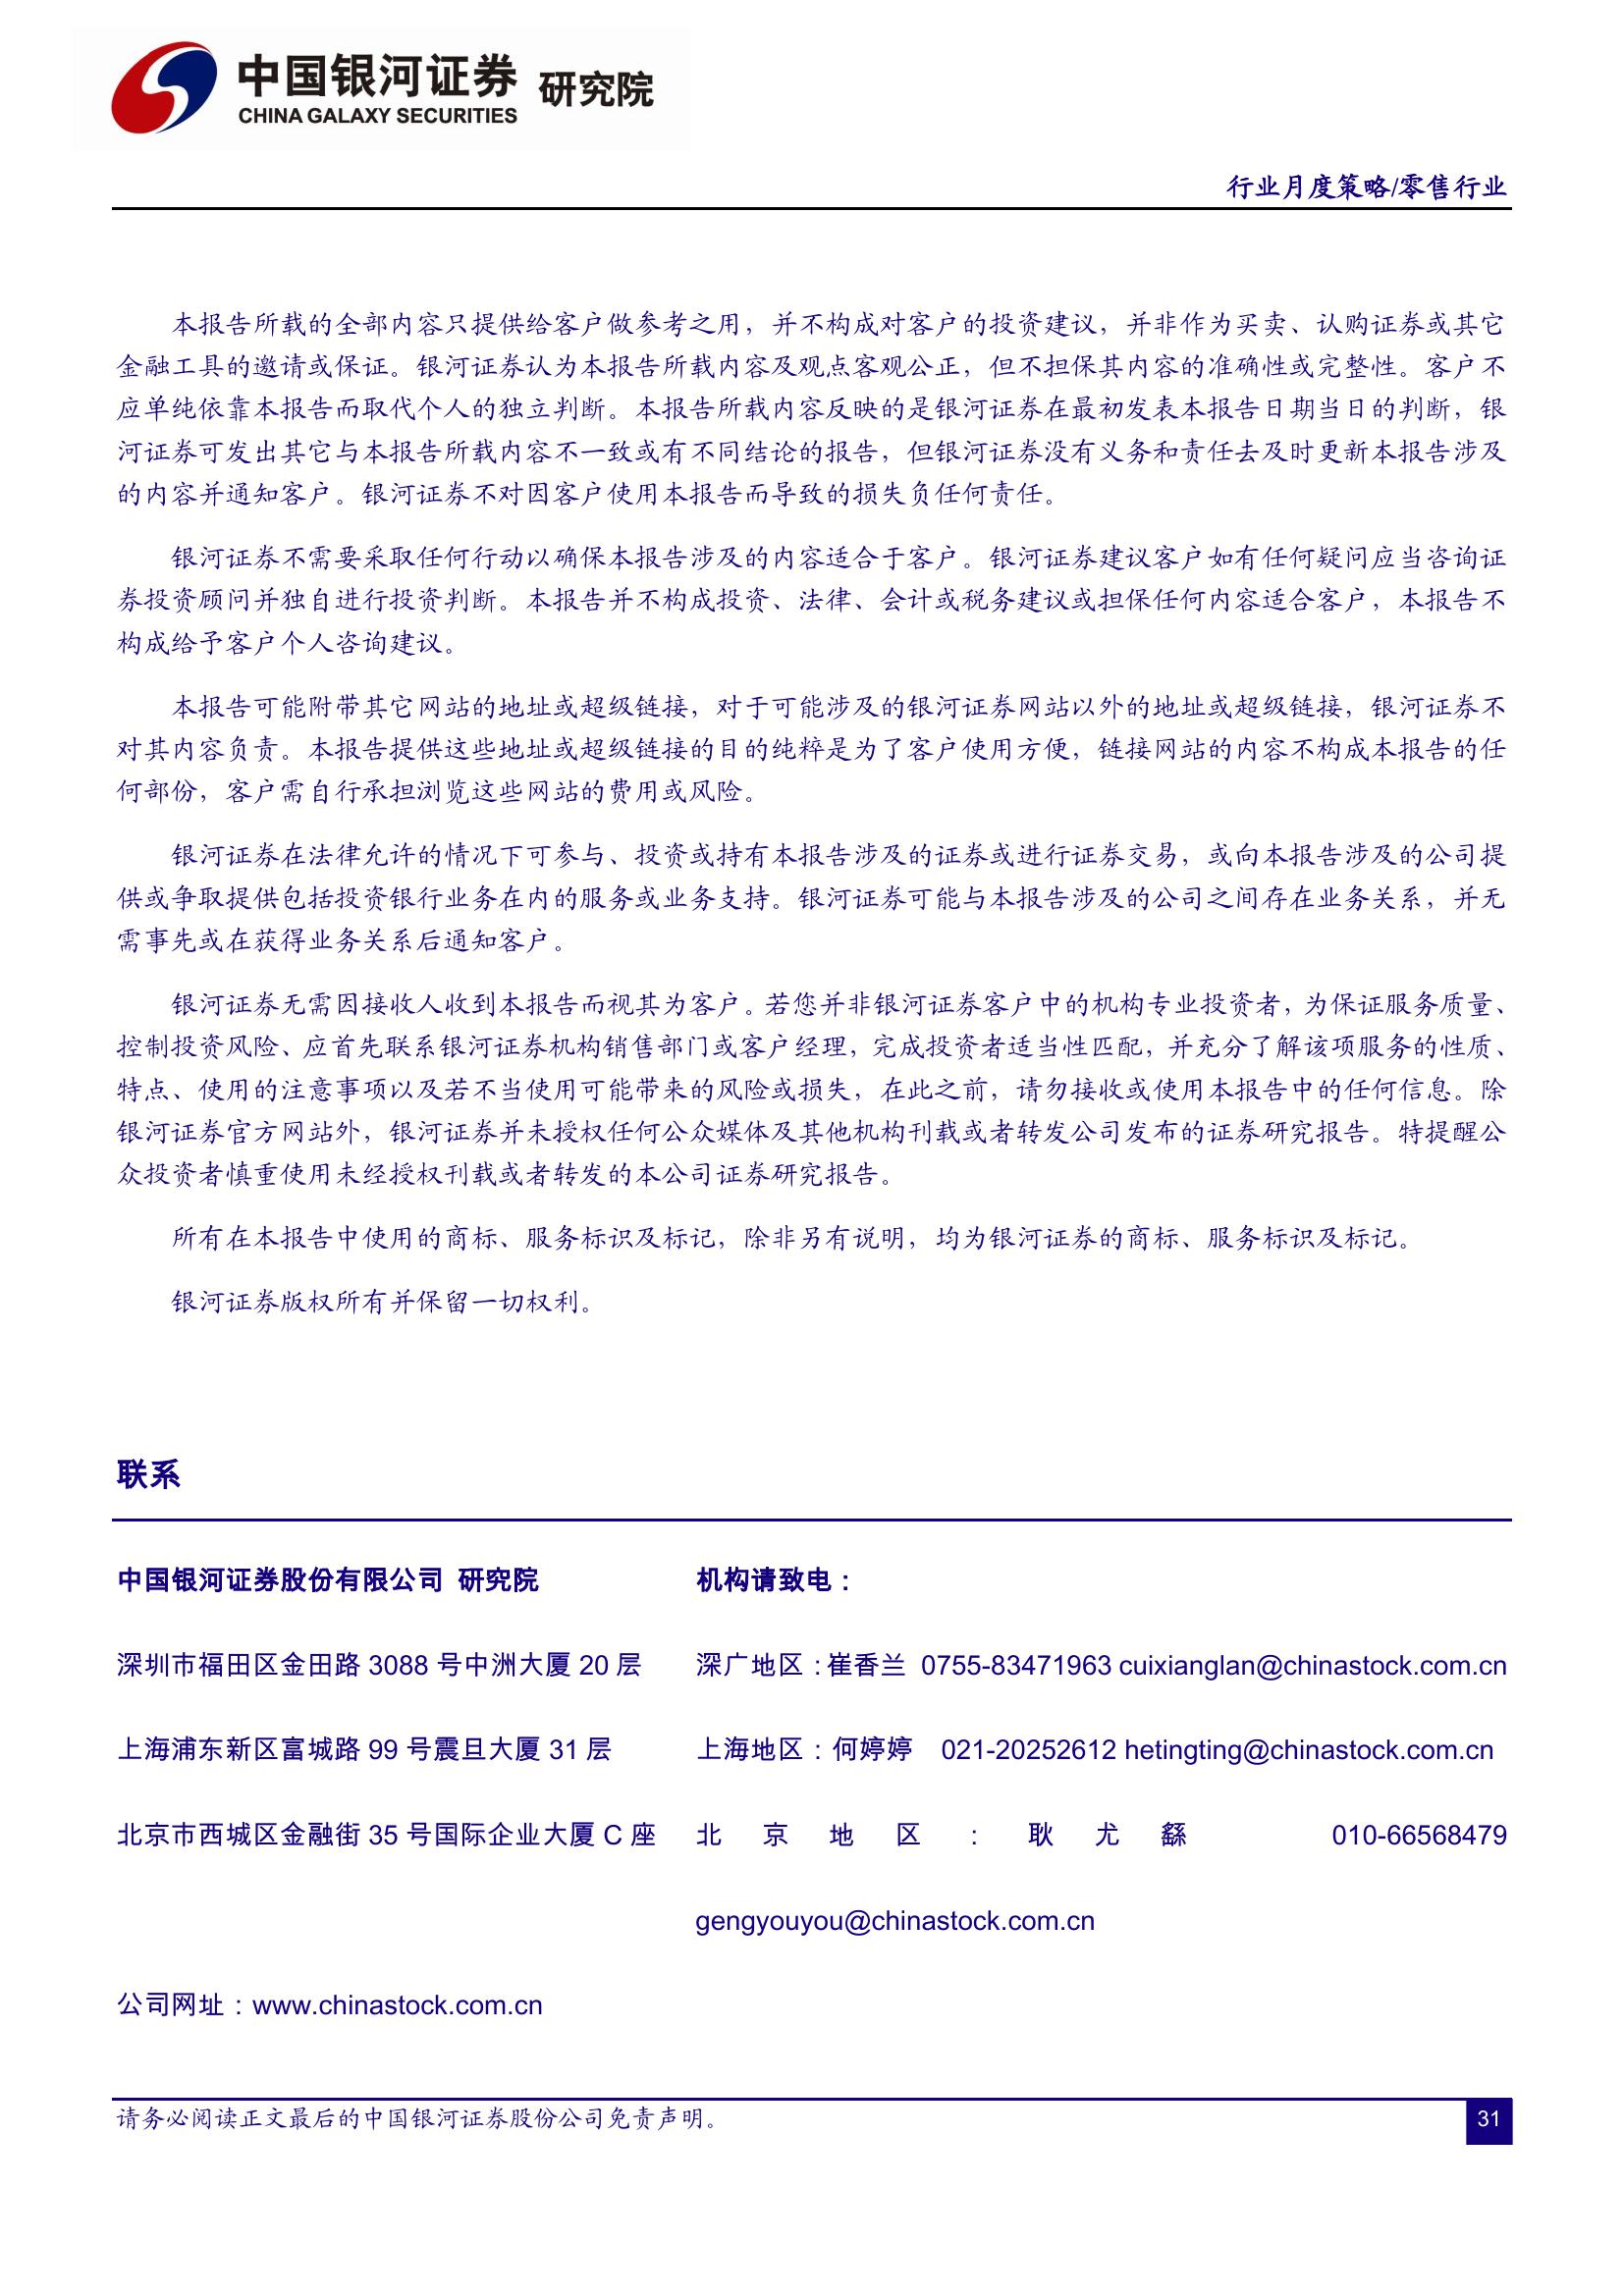 中国银河证券 研究院
CHINA GALAXY SECURITIES
行业月度策略/零售行业
本报告所载的全部内容只提供给客户做参考之用，并不构成对客户的投资建议，并非作为买卖、认购证券或其它
金融工具的邀请或保证。银河证券认为本报告所载内容及观点客观公正，但不担保其内容的准确性或完整性。客户不
应单纯依靠本报告而取代个人的独立判断。本报告所载内容反映的是银河证券在最初发表本报告日期当日的判断，银
河证券可发出其它与本报告所载内容不一致或有不同结论的报告，但银河证券没有义务和责任去及时更新本报告涉及
的内容并通知客户。银河证券不对因客户使用本报告而导致的损失负任何责任。
银河证券不需要采取任何行动以确保本报告涉及的内容适合于客户。银河证券建议客户如有任何疑问应当咨询证
券投资顾问并独自进行投资判断。本报告并不构成投资、法律、会计或税务建议或担保任何内容适合客户，本报告不
构成给予客户个人咨询建议。
本报告可能附带其它网站的地址或超级链接，对于可能涉及的银河证券网站以外的地址或超级链接，银河证券不
对其内容负责。本报告提供这些地址或超级链接的目的纯粹是为了客户使用方便，链接网站的内容不构成本报告的任
何部份，客户需自行承担浏览这些网站的费用或风险。
银河证券在法律允许的情况下可参与、投资或持有本报告涉及的证券或进行证券交易，或向本报告涉及的公司提
供或争取提供包括投资银行业务在内的服务或业务支持。银河证券可能与本报告涉及的公司之间存在业务关系，并无
需事先或在获得业务关系后通知客户。
银河证券无需因接收人收到本报告而视其为客户。若您并非银河证券客户中的机构专业投资者，为保证服务质量、
控制投资风险、应首先联系银河证券机构销售部门或客户经理，完成投资者适当性匹配，并充分了解该项服务的性质、
特点、使用的注意事项以及若不当使用可能带来的风险或损失，在此之前，请勿接收或使用本报告中的任何信息。除
银河证券官方网站外，银河证券并未授权任何公众媒体及其他机构刊载或者转发公司发布的证券研究报告。特提醒公
众投资者慎重使用未经授权刊载或者转发的本公司证券研究报告。
所有在本报告中使用的商标、服务标识及标记，除非另有说明，均为银河证券的商标、服务标识及标记。
银河证券版权所有并保留一切权利。
联系
中国银河证券股份有限公司 研究院 机构请致电：
深圳市福田区金田路 3088 号中洲大厦 20 层 深广地区：崔香兰 0755-83471963 cuixianglan@chinastock.com.cn
上海浦东新区富城路 99 号震旦大厦 31 层 上海地区：何婷婷 021-20252612 hetingting@chinastock.com.cn
北京市西城区金融街 35 号国际企业大厦 C 座 北京地区：耿尤繇 010-66568479
gengyouyou@chinastock.com.cn
公司网址：www.chinastock.com.cn
请务必阅读正文最后的中国银河证券股份公司免责声明。 31